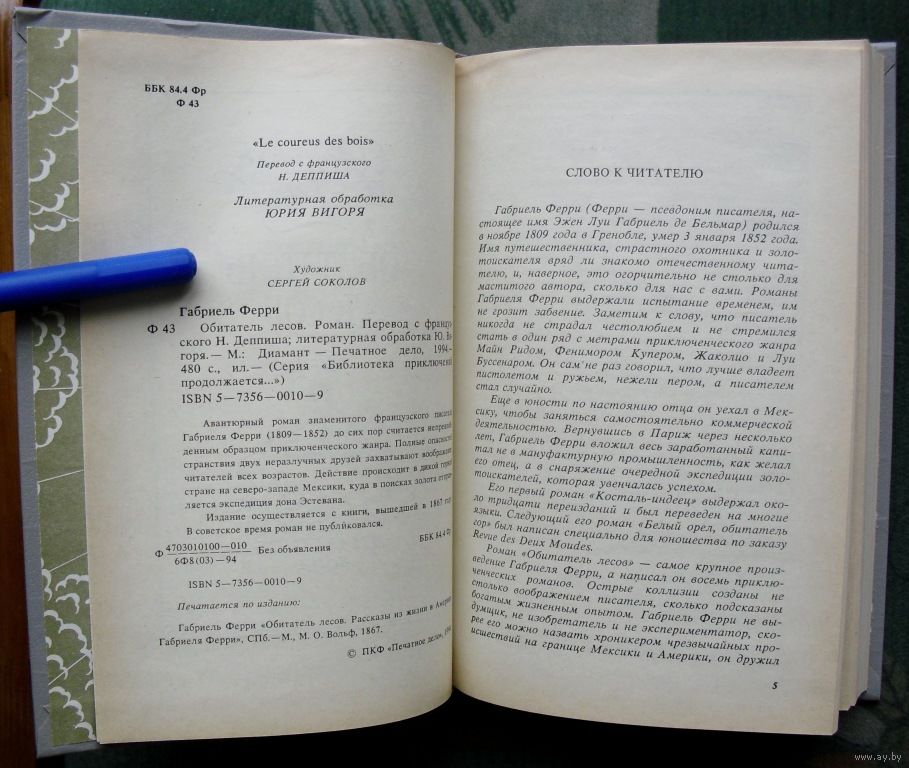 ББК 84.4 Фр
Ф 43
«Le coureus des bois»
Перевод с французского
Н. ДЕППИША
Литературная обработка
ЮРИЯ ВИГОРЯ
Художник
СЕРГЕЙ СОКОЛОВ
Габриель Ферри
Ф 43 Обитатель лесов. Роман. Перевод с францу
ского Н. Деппиша; литературная обработка Ю. Ви
горя.— М.: Диамант — Печатное дело, 1994—
480 с., ил.— (Серия «Библиотека приключени
продолжается...»)
ISBN 5—7356—0010—9
Авантюрный роман знаменитого французского писат
Габриеля Ферри (1809—1852) до сих пор считается непревз
денным образцом приключенческого жанра. Полные опаснос
странствия двух неразлучных друзей захватывают воображе
читателей всех возрастов. Действие происходит в дикой горис
стране на северо-западе Мексики, куда в поисках золота отпра
ляется экспедиция дона Эстевана.
Издание осуществляется с книги, вышедшей в 1867 году.
В советское время роман не публиковался.
Ф 4703010100—010
6Ф8(03)—94 Без объявления
ББК 84.4 Фр
ISBN 5—7356—0010—9
Печатается по изданию:
Габриель Ферри «Обитатель лесов. Рассказы из жизни в Америке
Габриеля Ферри», СПб.— М., М. О. Вольф, 1867.
© ПКФ «Печатное дело», 1994
СЛОВО К ЧИТАТЕЛЮ
Габриель Ферри (Ферри — псевдоним писателя, на-
стоящее имя Эжен Луи Габриель де Бельмар) родился
в ноябре 1809 года в Гренобле, умер 3 января 1852 года.
Имя путешественника, страстного охотника и золо-
тоискателя вряд ли знакомо отечественному чита-
телю, и, наверное, это огорчительно не столько для
маститого автора, сколько для нас с вами. Романы
Габриеля Ферри выдержали испытание временем, им
не грозит забвение. Заметим к слову, что писатель
никогда не страдал честолюбием и не стремился
стать в один ряд с метрами приключенческого жанра
Майн Ридом, Фенимором Купером, Жаколио и Луи
Буссенаром. Он сам не раз говорил, что лучше владеет
пистолетом и ружьем, нежели пером, а писателем
стал случайно.
Еще в юности по настоянию отца он уехал в Мек-
сику, чтобы заняться самостоятельно коммерческой
деятельностью. Вернувшись в Париж через несколько
лет, Габриель Ферри вложил весь заработанный капи-
тал не в мануфактурную промышленность, как желал
его отец, а в снаряжение очередной экспедиции золо-
тоискателей, которая увенчалась успехом.
Его первый роман «Косталь-индеец» выдержал око-
ло тридцати переизданий и был переведен на многие
языки. Следующий его роман «Белый орел, обитатель
гор» был написан специально для юношества по заказу
Revue des Deux Moudes.
Роман «Обитатель лесов» — самое крупное произ-
ведение Габриеля Ферри, а написал он восемь приклю-
ченческих романов. Острые коллизии созданы не
столько воображением писателя, сколько подсказаны
богатым жизненным опытом. Габриель Ферри не вы-
думщик, не изобретатель и не экспериментатор, ско-
рее его можно назвать хроникером чрезвычайных про-
исшествий на границе Мексики и Америки, он дружил
5
www.ay.by